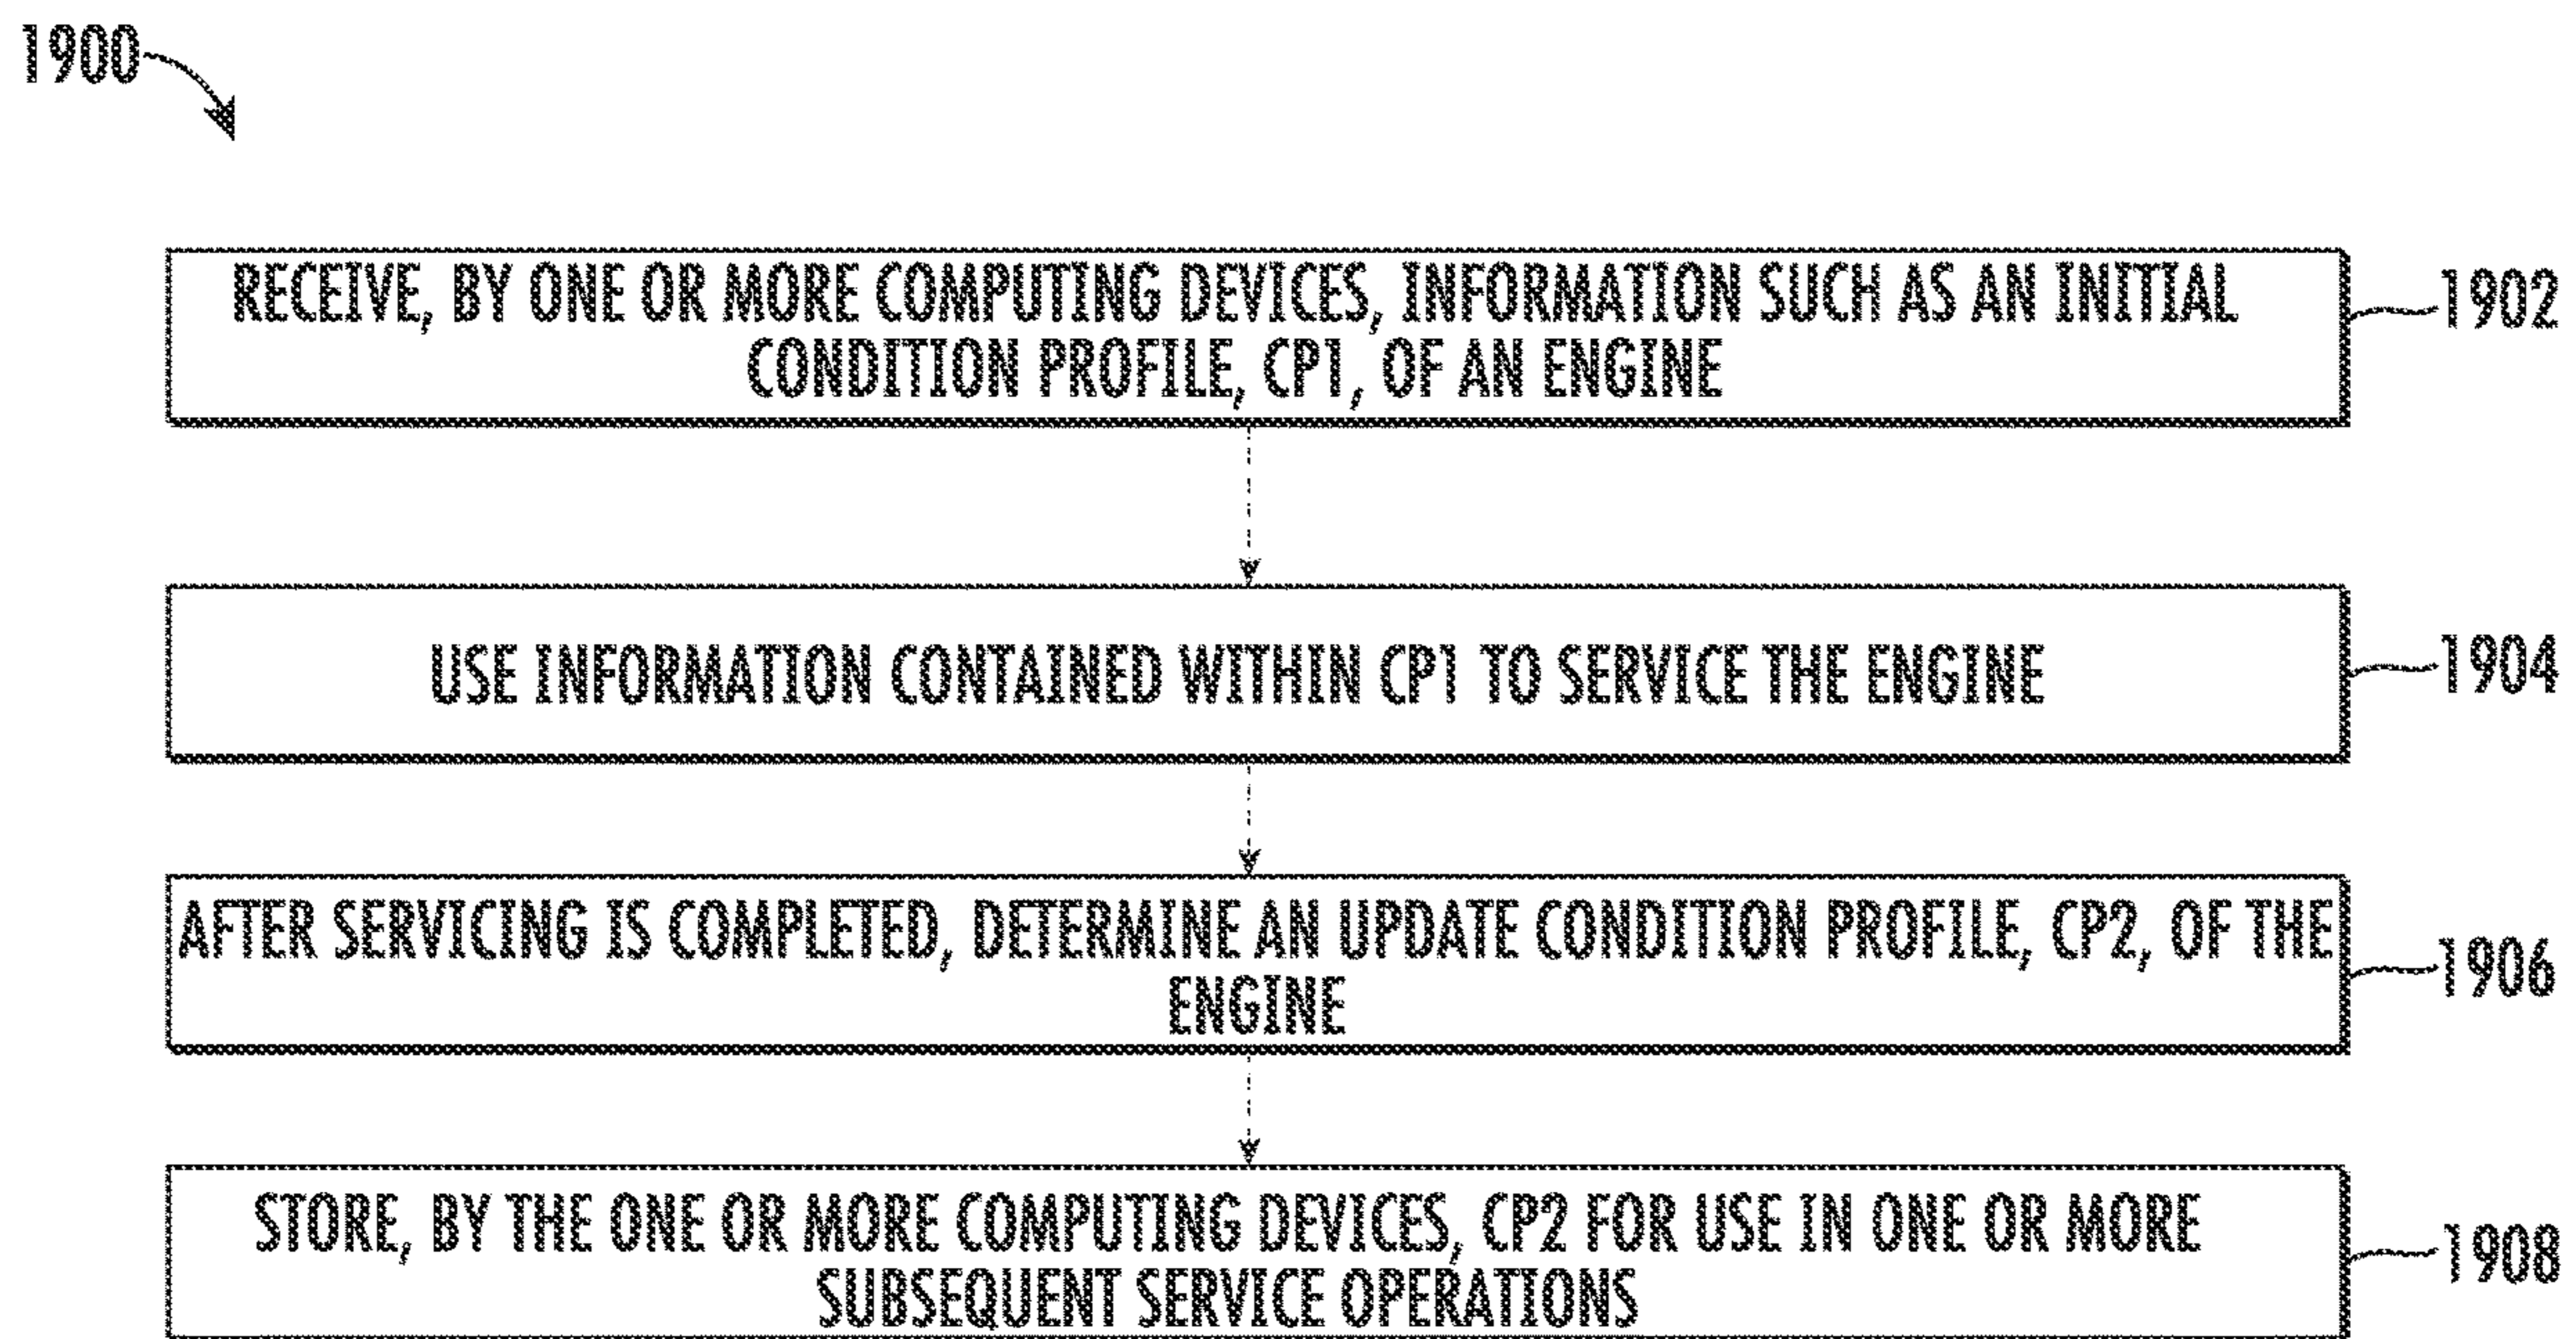 1900
RECEIVE, BY ONE OR MORE COMPUTING DEVICES, INFORMATION SUCH AS AN INITIAL
CONDITION PROFILE, CP1, OF AN ENGINE
1902
USE INFORMATION CONTAINED WITHIN CP1 TO SERVICE THE ENGINE
1904
AFTER SERVICING IS COMPLETED, DETERMINE AN UPDATE CONDITION PROFILE, CP2, OF THE
ENGINE
1906
STORE, BY THE ONE OR MORE COMPUTING DEVICES, CP2 FOR USE IN ONE OR MORE
SUBSEQUENT SERVICE OPERATIONS
1908